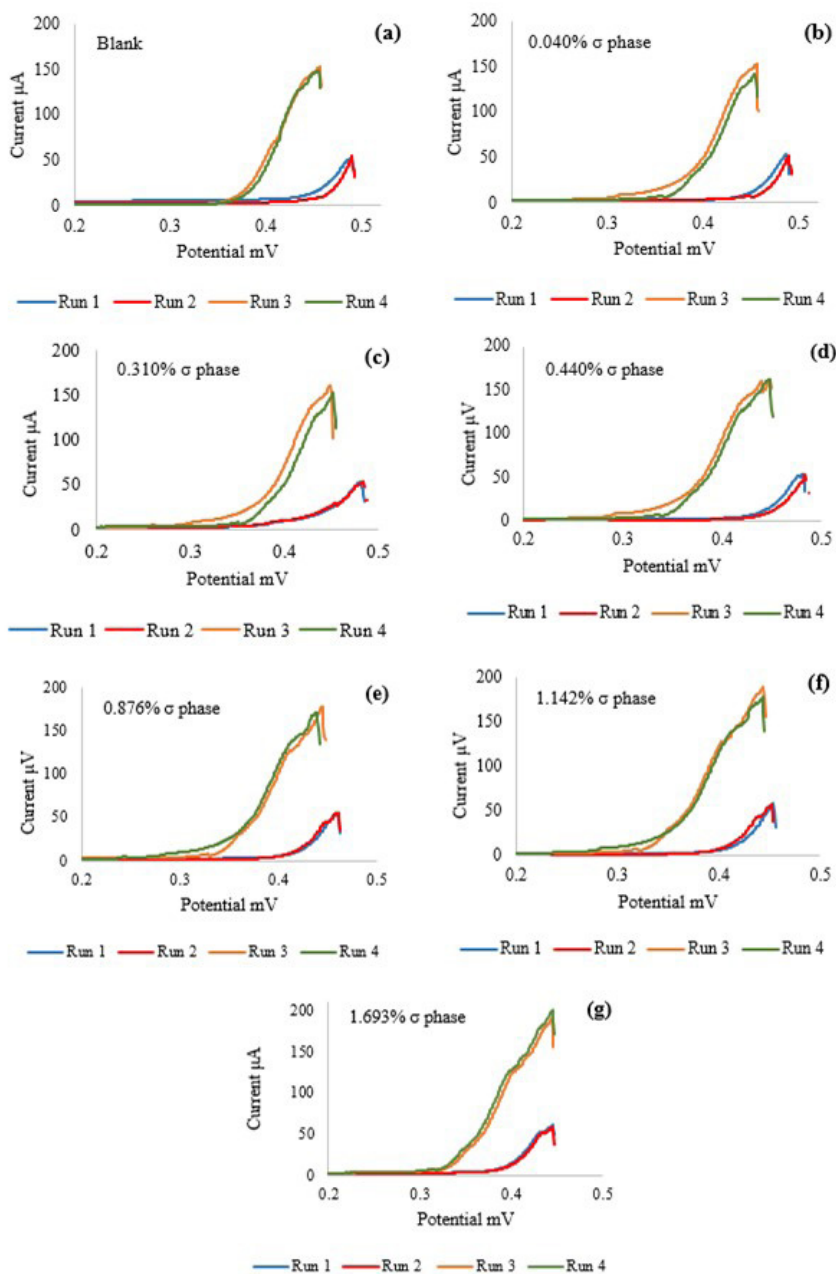 (a)
Blank
Current μA
200
150
100
50
0
0.2 0.3 0.4 0.5
Potential mV
Run 1 Run 2 Run 3 Run 4
(b)
0.040% σ phase
Current μA
200
150
100
50
0
0.2 0.3 0.4 0.5
Potential mV
Run 1 Run 2 Run 3 Run 4
(c)
0.310% σ phase
Current μA
200
150
100
50
0
0.2 0.3 0.4 0.5
Potential mV
Run 1 Run 2 Run 3 Run 4
(d)
0.440% σ phase
Current μV
200
150
100
50
0
0.2 0.3 0.4 0.5
Potential mV
Run 1 Run 2 Run 3 Run 4
(e)
0.876% σ phase
Current μV
200
150
100
50
0
0.2 0.3 0.4 0.5
Potential mV
Run 1 Run 2 Run 3 Run 4
(f)
1.142% σ phase
Current μV
200
150
100
50
0
0.2 0.3 0.4 0.5
Potential mV
Run 1 Run 2 Run 3 Run 4
(g)
1.693% σ phase
Current μA
200
150
100
50
0
0.2 0.3 0.4 0.5
Potential mV
Run 1 Run 2 Run 3 Run 4